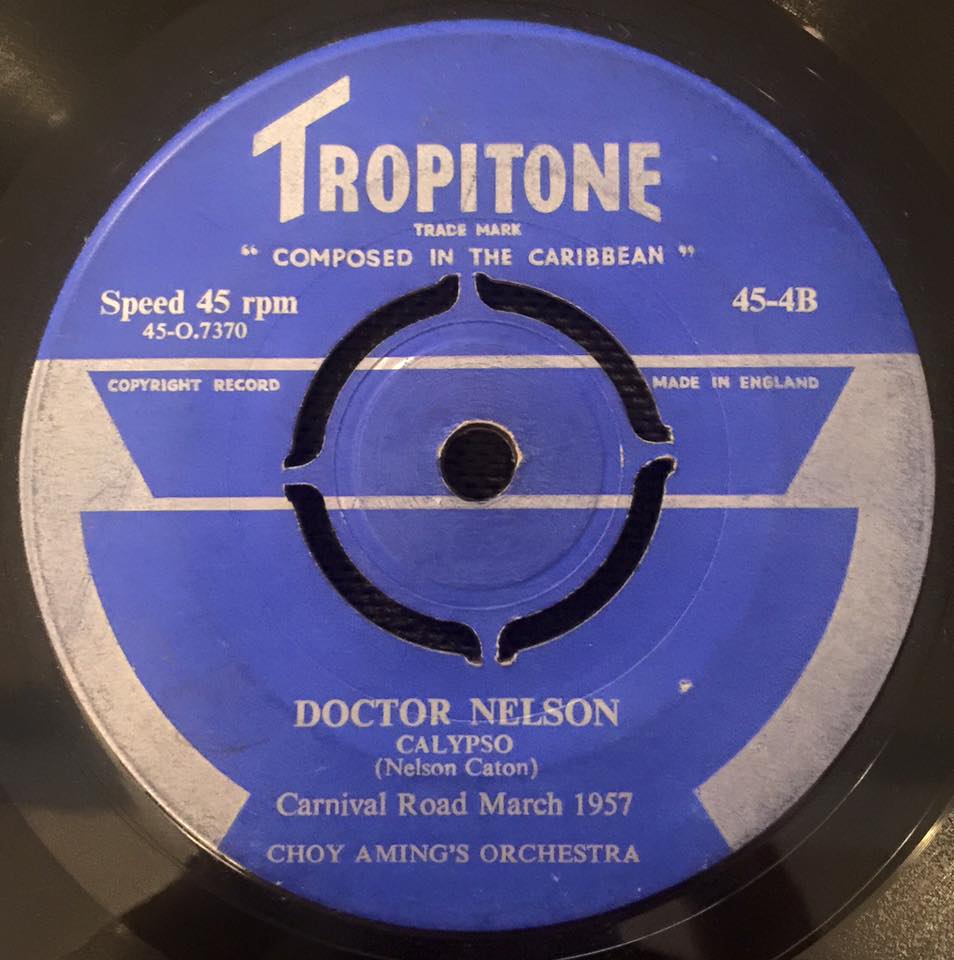 TROPITONE
TRADE MARK
“ COMPOSED IN THE CARIBBEAN ”
Speed 45 rpm
45-O.7370
45-4B
COPYRIGHT RECORD
MADE IN ENGLAND
DOCTOR NELSON
CALYPSO
(Nelson Caton)
Carnival Road March 1957
CHOY AMING'S ORCHESTRA